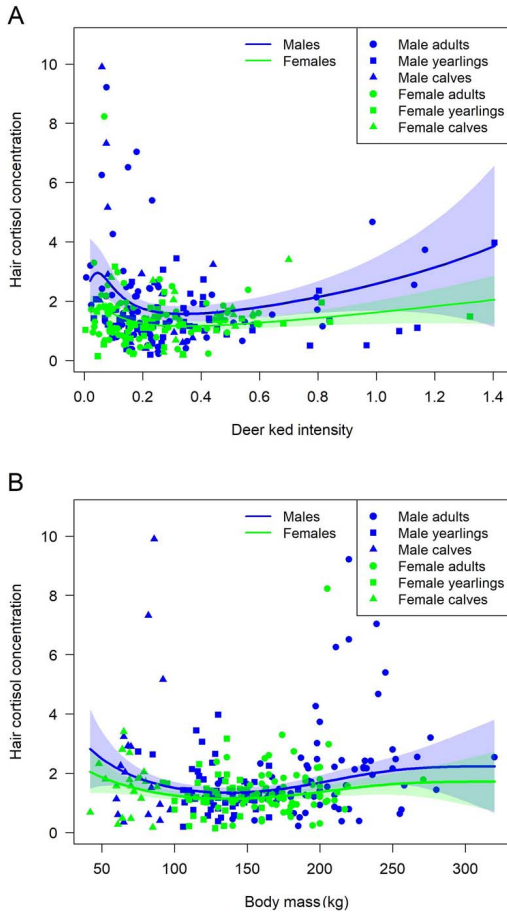 A
Hair cortisol concentration
10
8
6
4
2
0
Males
Females
Male adults
Male yearlings
Male calves
Female adults
Female yearlings
Female calves
0.0 0.2 0.4 0.6 0.8 1.0 1.2 1.4
Deer ked intensity
B
Hair cortisol concentration
10
8
6
4
2
0
Males
Females
Male adults
Male yearlings
Male calves
Female adults
Female yearlings
Female calves
50 100 150 200 250 300
Body mass(kg)